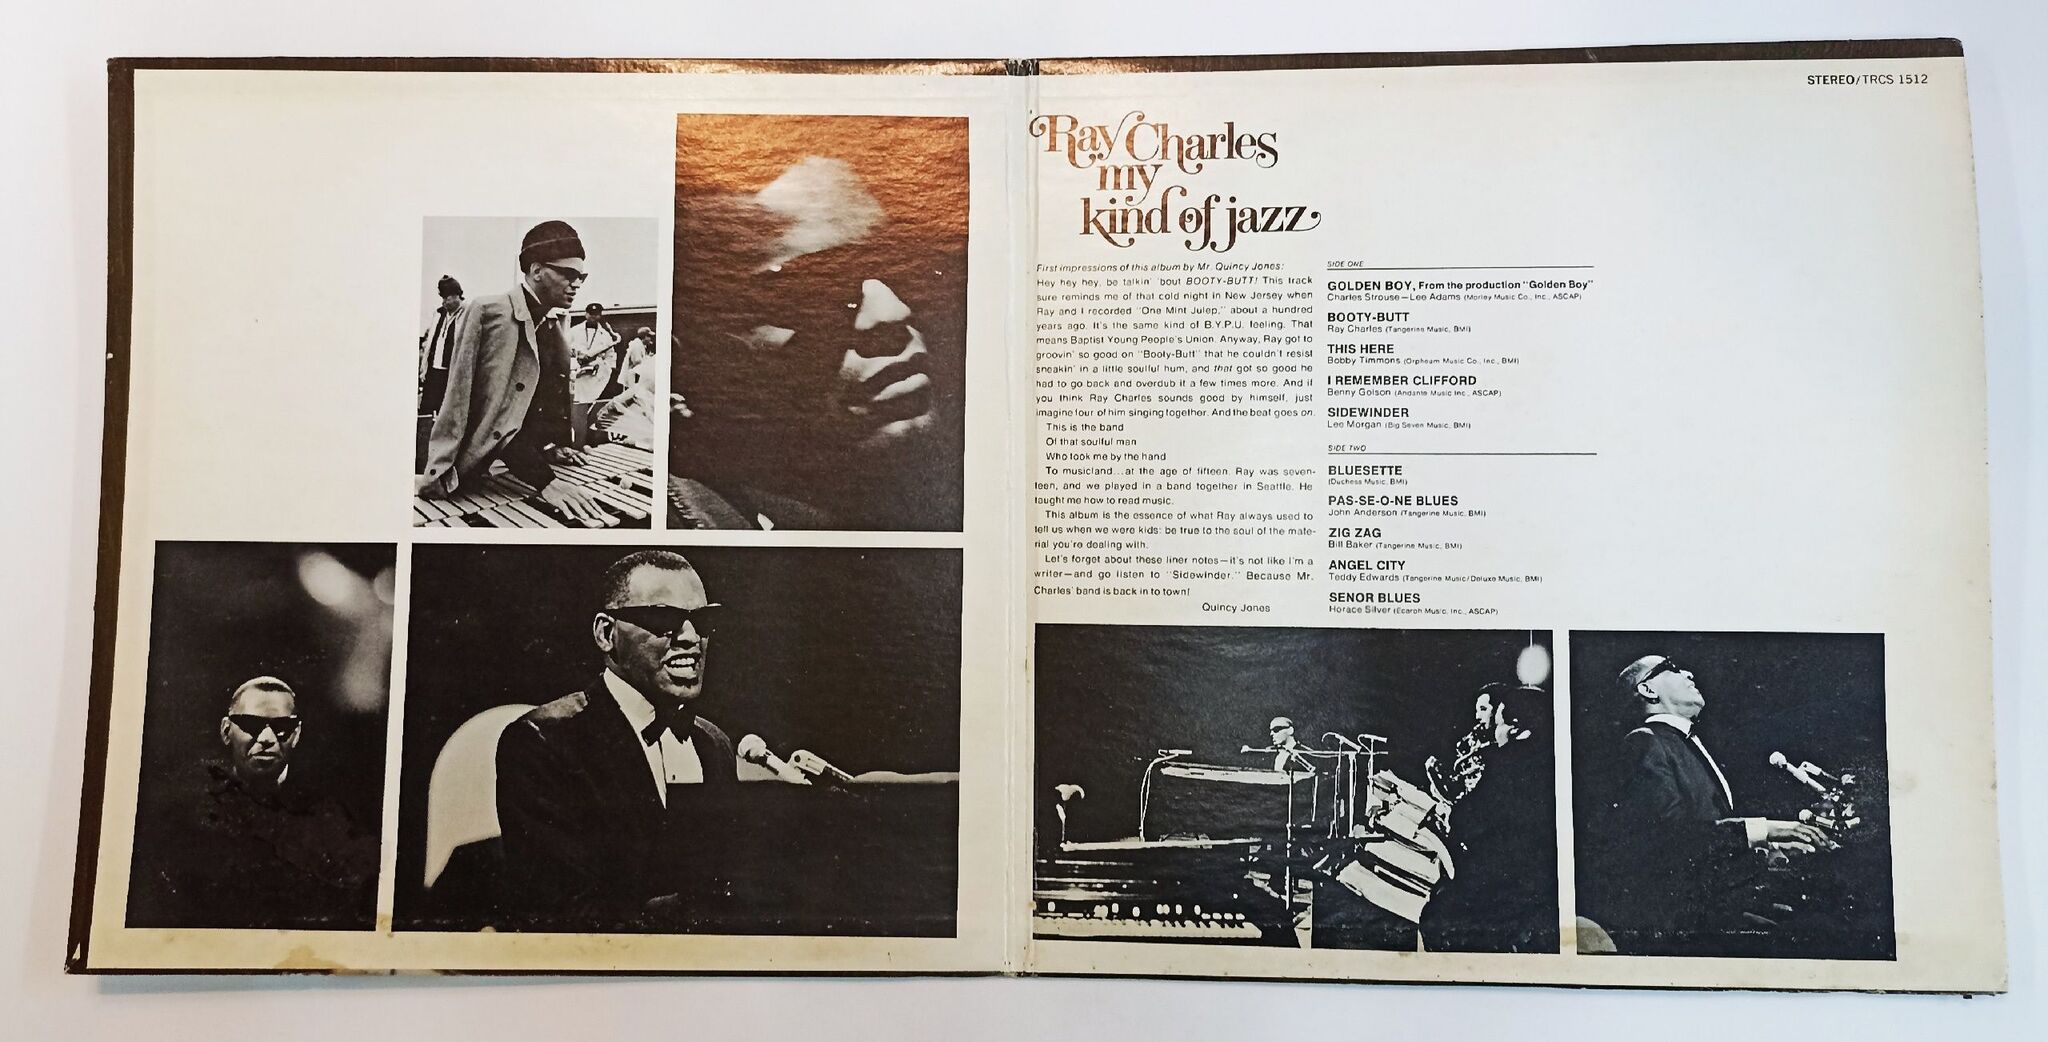 STEREO/TRCS 1512
Ray Charles
my
kind of jazz
First impressions of this album by Mr. Quincy Jones:
Hey hey hey, be talkin' 'bout BOOTY-BUTT! This track
sure reminds me of that cold night in New Jersey when
Ray and I recorded "One Mint Julep," about a hundred
years ago. It's the same kind of B.Y.P.U. feeling. That
means Baptist Young People's Union. Anyway, Ray got to
groovin' so good on "Booty-Butt" that he couldn't resist
sneakin' in a little soulful hum, and that got so good he
had to go back and overdub it a few times more. And if
you think Ray Charles sounds good by himself, just
imagine four of him singing together. And the beat goes on.
This is the band
Of that soulful man
Who took me by the hand
To musicland...at the age of fifteen. Ray was seven-
teen, and we played in a band together in Seattle. He
taught me how to read music.
This album is the essence of what Ray always used to
tell us when we were kids: be true to the soul of the mate-
rial you're dealing with.
Let's forget about these liner notes—it's not like I'm a
writer—and go listen to "Sidewinder." Because Mr.
Charles' band is back in to town!
Quincy Jones
SIDE ONE
GOLDEN BOY, From the production "Golden Boy"
Charles Strouse—Lee Adams (Morley Music Co., Inc., ASCAP)
BOOTY-BUTT
Ray Charles (Tangerine Music, BMI)
THIS HERE
Bobby Timmons (Orpheum Music Co., Inc., BMI)
I REMEMBER CLIFFORD
Benny Golson (Andante Music Inc., ASCAP)
SIDEWINDER
Lee Morgan (Big Seven Music, BMI)
SIDE TWO
BLUESETTE
(Duchess Music, BMI)
PAS-SE-O-NE BLUES
John Anderson (Tangerine Music, BMI)
ZIG ZAG
Bill Baker (Tangerine Music, BMI)
ANGEL CITY
Teddy Edwards (Tangerine Music/Deluxe Music, BMI)
SENOR BLUES
Horace Silver (Ecaroh Music, Inc., ASCAP)